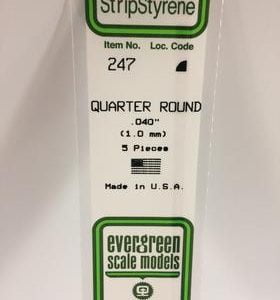 StripStyrene
Item No. Loc. Code
247
QUARTER ROUND
.040"
(1.0 mm)
5 Pieces
Made in U.S.A.
evergreen
scale models